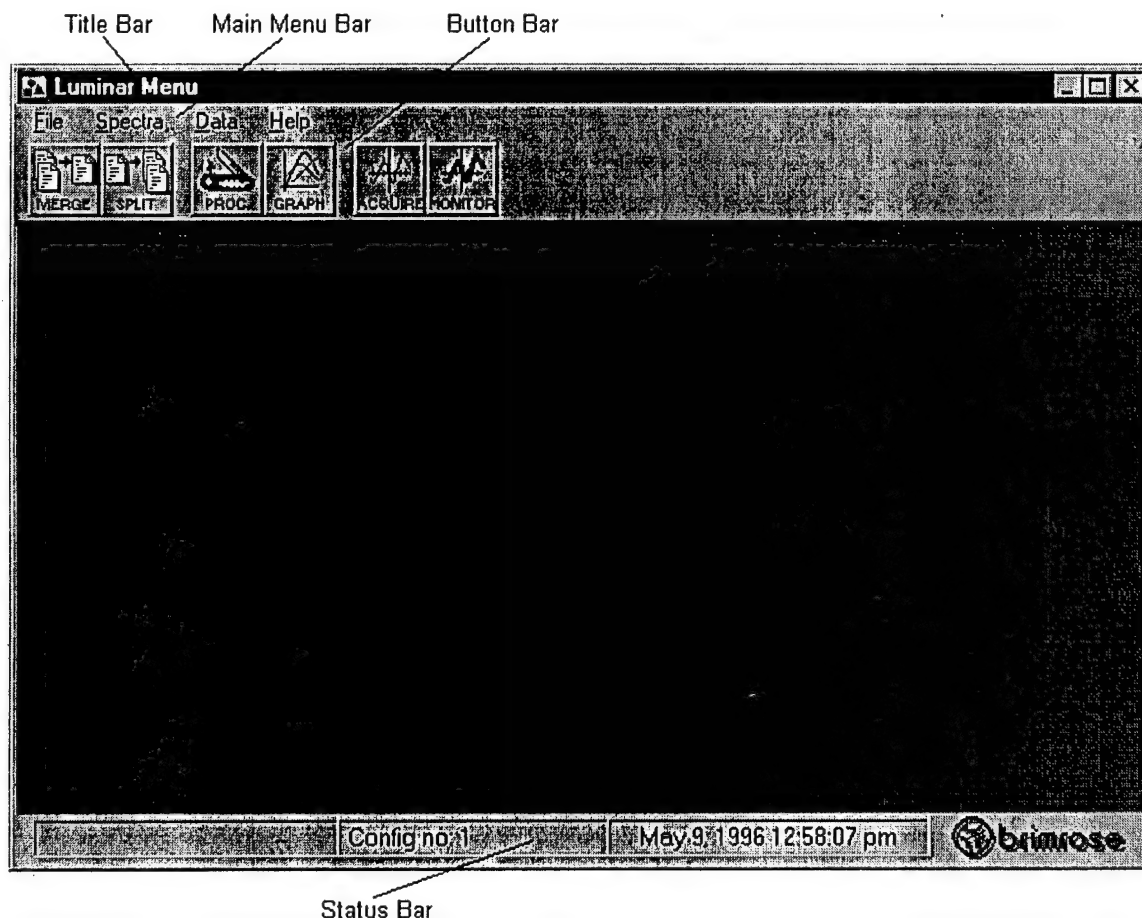 Title Bar Main Menu Bar Button Bar
Luminar Menu
File Spectra Data Help
MERGE SPLIT PROC. GRAPH ACQUIRE MONITOR
Config no. 1 May 9, 1996 12:58:07 pm brimrose
Status Bar